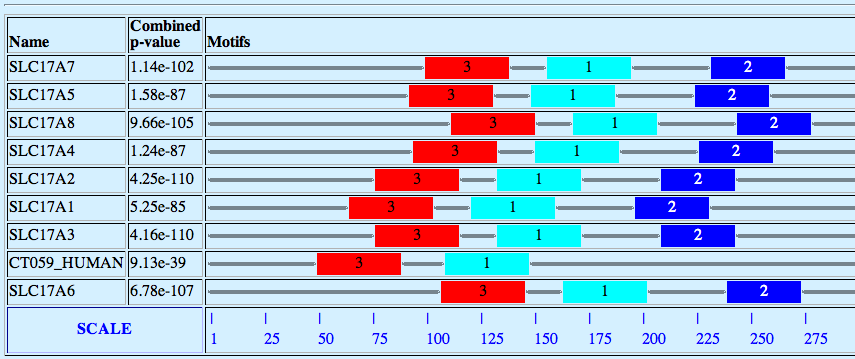 Name Combined p-value Motifs
SLC17A7 1.14e-102 3 1 2
SLC17A5 1.58e-87 3 1 2
SLC17A8 9.66e-105 3 1 2
SLC17A4 1.24e-87 3 1 2
SLC17A2 4.25e-110 3 1 2
SLC17A1 5.25e-85 3 1 2
SLC17A3 4.16e-110 3 1 2
CT059_HUMAN 9.13e-39 3 1
SLC17A6 6.78e-107 3 1 2
SCALE 1 25 50 75 100 125 150 175 200 225 250 275